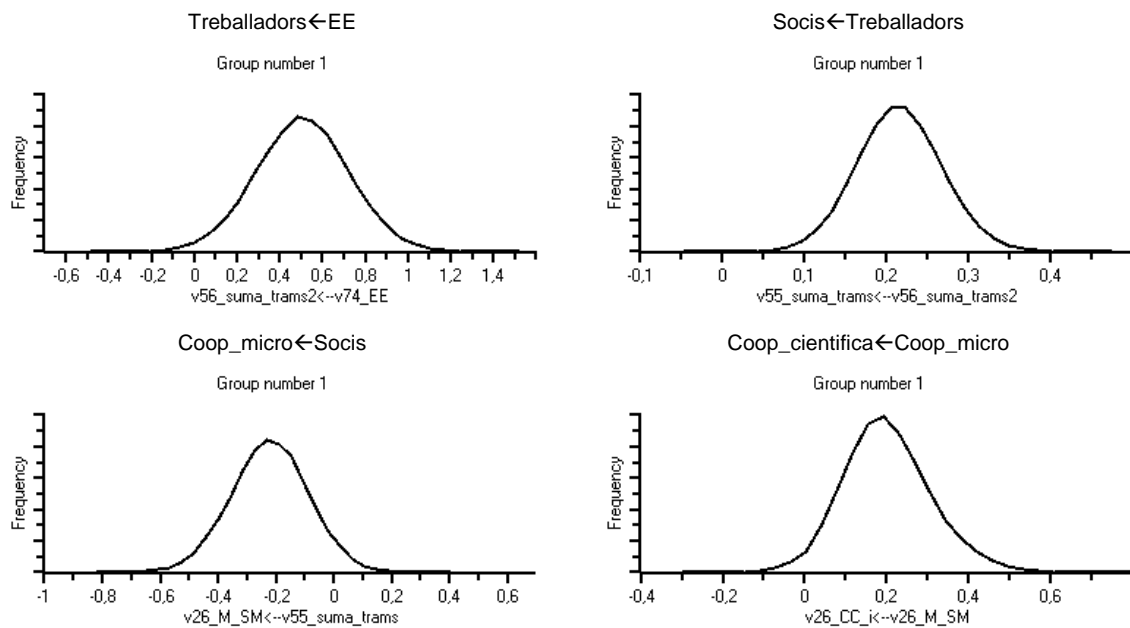 Treballadors←EE
Group number 1
Frequency
-0,6 -0,4 -0,2 0 0,2 0,4 0,6 0,8 1 1,2 1,4
v56_suma_trams2<--v74_EE
Socis←Treballadors
Group number 1
Frequency
-0,1 0 0,1 0,2 0,3 0,4
v55_suma_trams<--v56_suma_trams2
Coop_micro←Socis
Group number 1
Frequency
-1 -0,8 -0,6 -0,4 -0,2 0 0,2 0,4 0,6
v26_M_SM<--v55_suma_trams
Coop_cientifica←Coop_micro
Group number 1
Frequency
-0,4 -0,2 0 0,2 0,4 0,6
v26_CC_i<--v26_M_SM